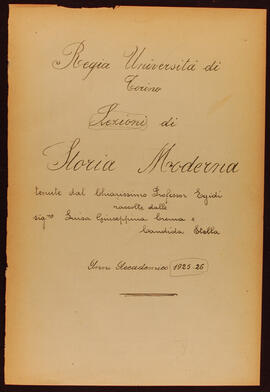 Regia Università di
Torino
Lezioni di
Storia Moderna
tenute dal Chiarissimo Professor Egidi
raccolte dalle
sig.ne Luisa Giuseppina Crema e
Candida Stella
Anno Accademico 1925-26